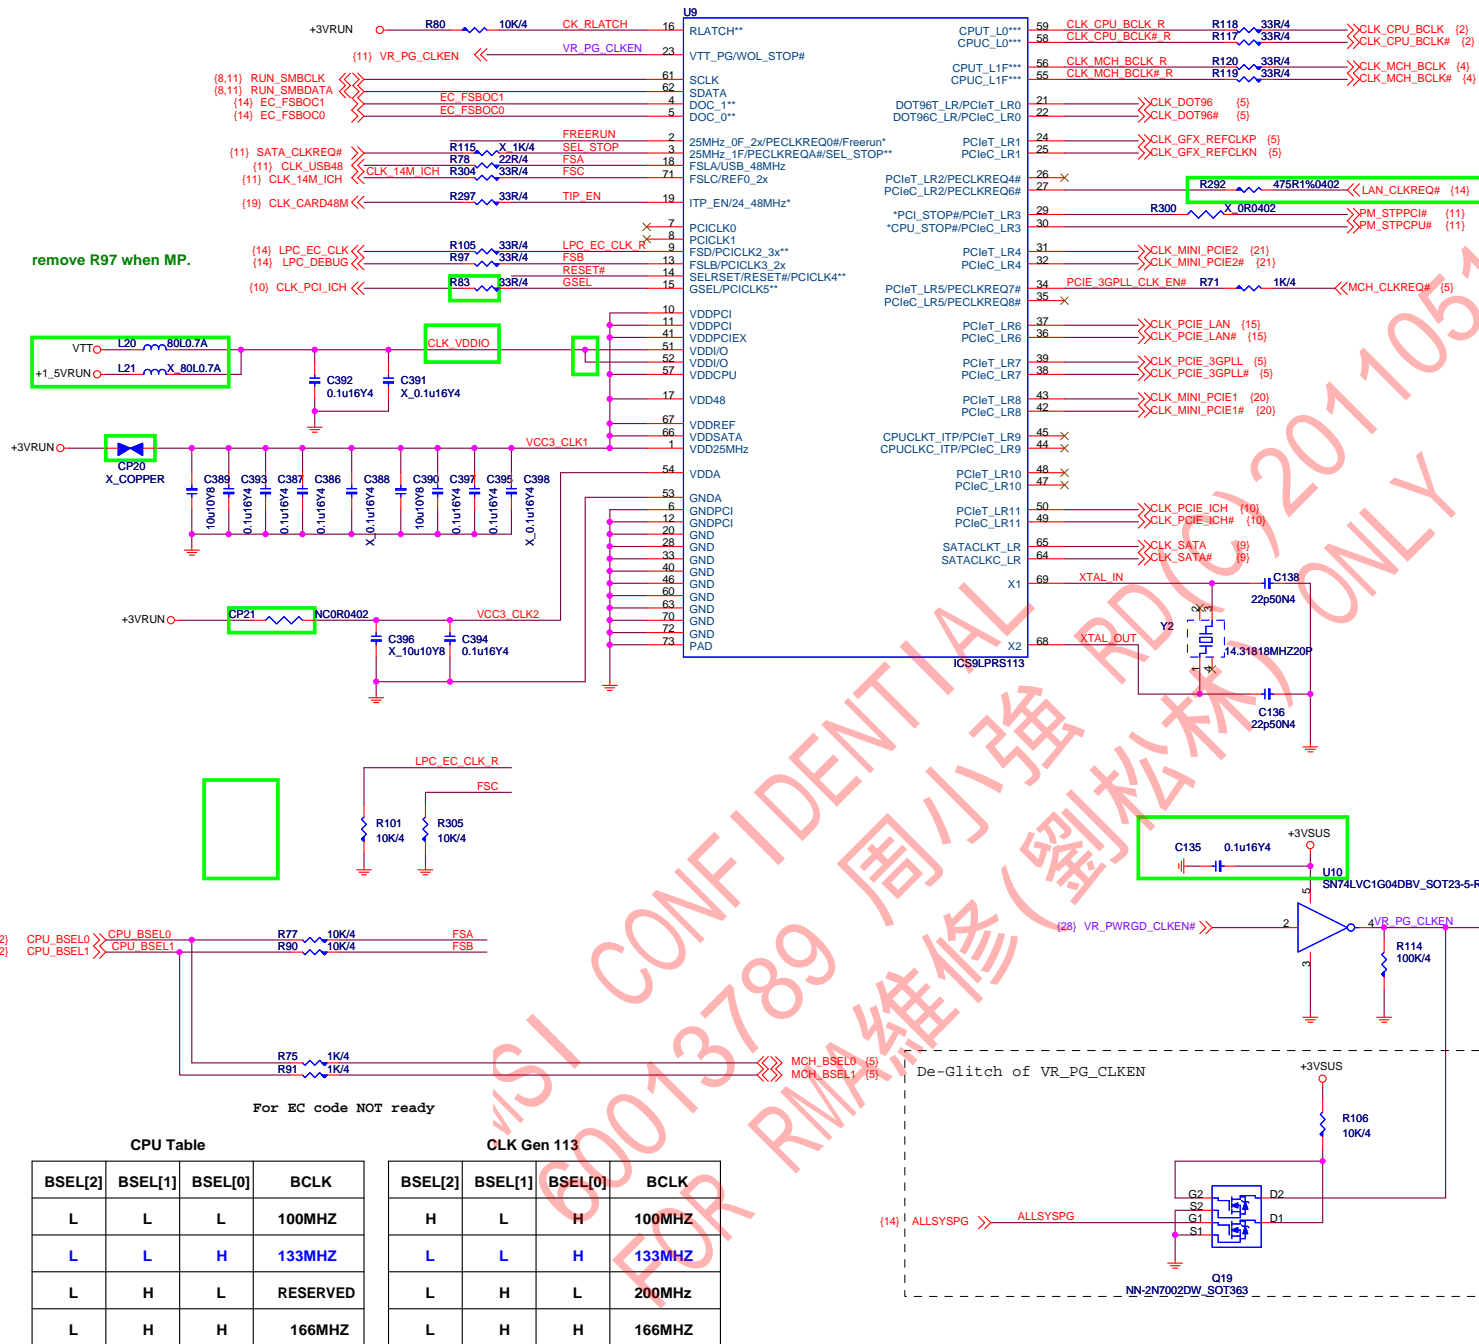 U9
+3VRUN R80 10K/4 CK_RLATCH 16 RLATCH**
{11} VR_PG_CLKEN VR_PG_CLKEN 23 VTT_PG/WOL_STOP#
{8,11} RUN_SMBCLK 61 SCLK
{8,11} RUN_SMBDATA 62 SDATA
{14} EC_FSBOC1 EC_FSBOC1 4 DOC_1**
{14} EC_FSBOC0 EC_FSBOC0 5 DOC_0**
FREERUN 2 25MHz_0F_2x/PECLKREQ0#/Freerun*
{11} SATA_CLKREQ# R115 X_1K/4 SEL_STOP 3 25MHz_1F/PECLKREQA#/SEL_STOP**
{11} CLK_USB48 R78 22R/4 FSA 18 FSLA/USB_48MHz
{11} CLK_14M_ICH CLK_14M_ICH R304 33R/4 FSC 71 FSLC/REF0_2x
{19} CLK_CARD48M R297 33R/4 TIP_EN 19 ITP_EN/24_48MHz*
7 PCICLK0
8 PCICLK1
{14} LPC_EC_CLK R105 33R/4 LPC_EC_CLK_R 9 FSD/PCICLK2_3x**
{14} LPC_DEBUG R97 33R/4 FSB 13 FSLB/PCICLK3_2x
RESET# 14 SELRSET/RESET#/PCICLK4**
{10} CLK_PCI_ICH R83 33R/4 GSEL 15 GSEL/PCICLK5**
remove R97 when MP.
10 VDDPCI
11 VDDPCI
41 VDDPCIEX
51 VDDI/O
52 VDDI/O
57 VDDCPU
17 VDD48
67 VDDREF
66 VDDSATA
1 VDD25MHz
54 VDDA
53 GNDA
6 GNDPCI
12 GNDPCI
20 GND
28 GND
33 GND
40 GND
46 GND
60 GND
63 GND
70 GND
72 GND
73 PAD
VTT L20 80L0.7A CLK_VDDIO
+1_5VRUN L21 X_80L0.7A
C392 0.1u16Y4
C391 X_0.1u16Y4
+3VRUN CP20 X_COPPER VCC3_CLK1
C389 10u10Y8
C393 0.1u16Y4
C387 0.1u16Y4
C386 0.1u16Y4
C388 X_0.1u16Y4
C390 10u10Y8
C397 0.1u16Y4
C395 0.1u16Y4
C398 X_0.1u16Y4
+3VRUN CP21 NC0R0402 VCC3_CLK2
C396 X_10u10Y8
C394 0.1u16Y4
CPUT_L0*** 59 CLK_CPU_BCLK_R R118 33R/4 CLK_CPU_BCLK {2}
CPUC_L0*** 58 CLK_CPU_BCLK#_R R117 33R/4 CLK_CPU_BCLK# {2}
CPUT_L1F*** 56 CLK_MCH_BCLK_R R120 33R/4 CLK_MCH_BCLK {4}
CPUC_L1F*** 55 CLK_MCH_BCLK#_R R119 33R/4 CLK_MCH_BCLK# {4}
DOT96T_LR/PCIeT_LR0 21 CLK_DOT96 {5}
DOT96C_LR/PCIeC_LR0 22 CLK_DOT96# {5}
PCIeT_LR1 24 CLK_GFX_REFCLKP {5}
PCIeC_LR1 25 CLK_GFX_REFCLKN {5}
PCIeT_LR2/PECLKREQ4# 26
PCIeC_LR2/PECLKREQ6# 27 R292 475R1%0402 LAN_CLKREQ# {14}
*PCI_STOP#/PCIeT_LR3 29 R300 X_0R0402 PM_STPPCI# {11}
*CPU_STOP#/PCIeC_LR3 30 PM_STPCPU# {11}
PCIeT_LR4 31 CLK_MINI_PCIE2 {21}
PCIeC_LR4 32 CLK_MINI_PCIE2# {21}
PCIeT_LR5/PECLKREQ7# 34 PCIE_3GPLL_CLK_EN# R71 1K/4 MCH_CLKREQ# {5}
PCIeC_LR5/PECLKREQ8# 35
PCIeT_LR6 37 CLK_PCIE_LAN {15}
PCIeC_LR6 36 CLK_PCIE_LAN# {15}
PCIeT_LR7 39 CLK_PCIE_3GPLL {5}
PCIeC_LR7 38 CLK_PCIE_3GPLL# {5}
PCIeT_LR8 43 CLK_MINI_PCIE1 {20}
PCIeC_LR8 42 CLK_MINI_PCIE1# {20}
CPUCLKT_ITP/PCIeT_LR9 45
CPUCLKC_ITP/PCIeC_LR9 44
PCIeT_LR10 48
PCIeC_LR10 47
PCIeT_LR11 50 CLK_PCIE_ICH {10}
PCIeC_LR11 49 CLK_PCIE_ICH# {10}
SATACLKT_LR 65 CLK_SATA {9}
SATACLKC_LR 64 CLK_SATA# {9}
X1 69 XTAL_IN C138 22p50N4
2 3
Y2 14.31818MHZ20P
1 4
X2 68 XTAL_OUT C136 22p50N4
ICS9LPRS113
LPC_EC_CLK_R
FSC
R101 10K/4
R305 10K/4
2} CPU_BSEL0 CPU_BSEL0 R77 10K/4 FSA
2} CPU_BSEL1 CPU_BSEL1 R90 10K/4 FSB
R75 1K/4 MCH_BSEL0 {5}
R91 1K/4 MCH_BSEL1 {5}
For EC code NOT ready
+3VSUS
C135 0.1u16Y4
U10
SN74LVC1G04DBV_SOT23-5-R
5
{28} VR_PWRGD_CLKEN# 2 4 VR_PG_CLKEN
3
R114 100K/4
De-Glitch of VR_PG_CLKEN
+3VSUS
R106 10K/4
G2 D2
S2
{14} ALLSYSPG ALLSYSPG G1 D1
S1
Q19
NN-2N7002DW_SOT363
CPU Table
BSEL[2] BSEL[1] BSEL[0] BCLK
L L L 100MHZ
L L H 133MHZ
L H L RESERVED
L H H 166MHZ
CLK Gen 113
BSEL[2] BSEL[1] BSEL[0] BCLK
H L H 100MHZ
L L H 133MHZ
L H L 200MHz
L H H 166MHZ
MSI CONFIDENTIAL
60013789 周小強 RD(C)2011051
FOR RMA維修(劉松林) ONLY